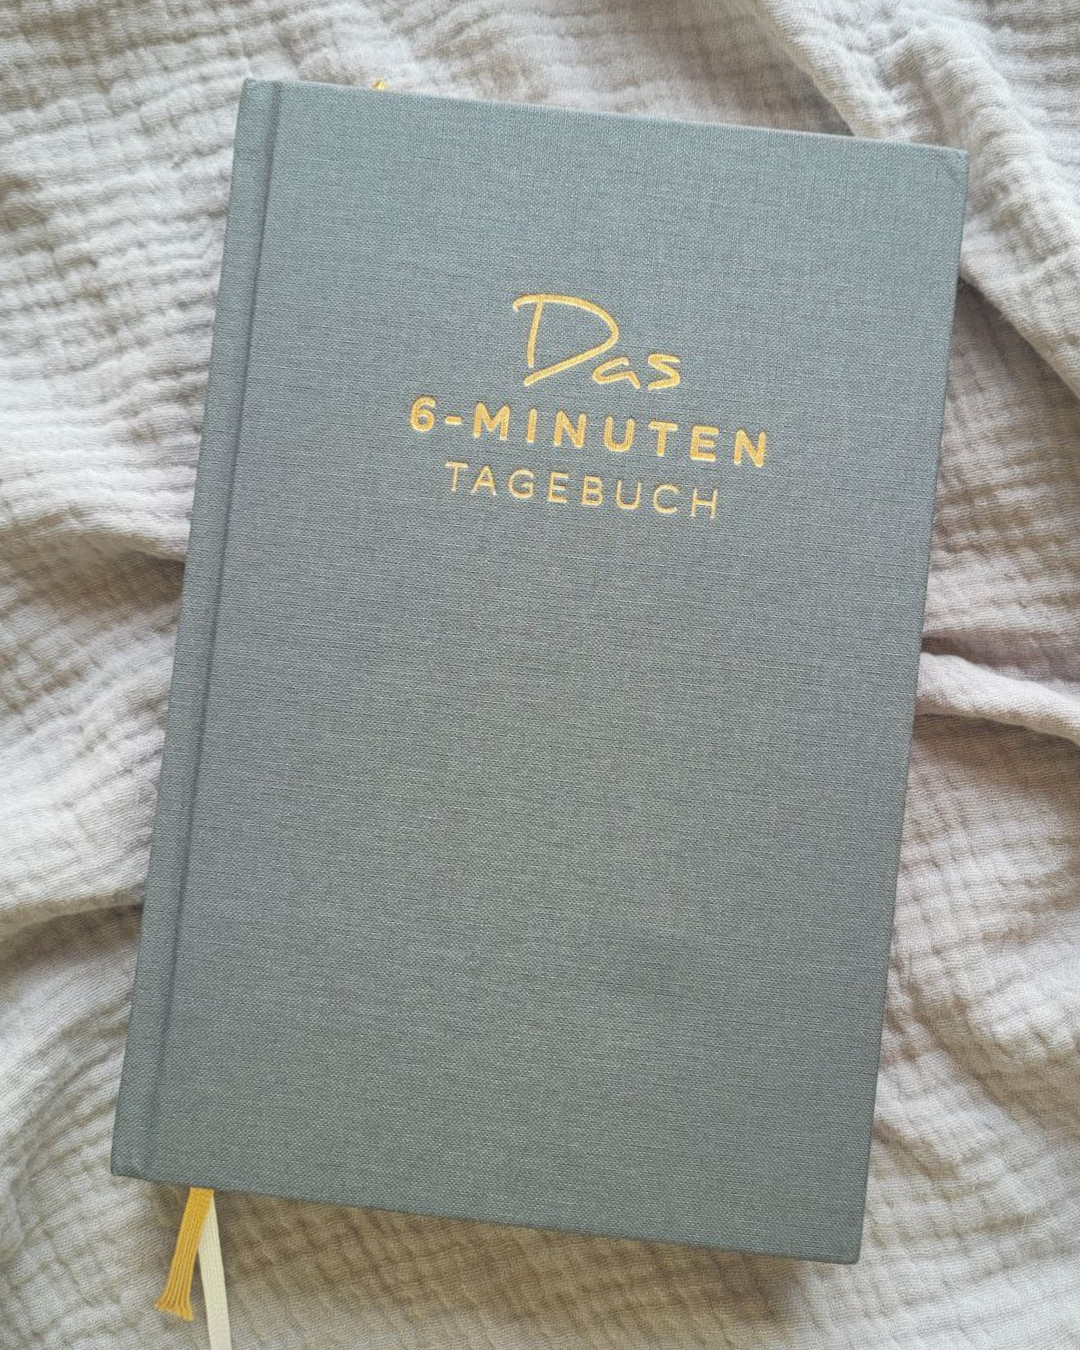 Das
6-MINUTEN
TAGEBUCH